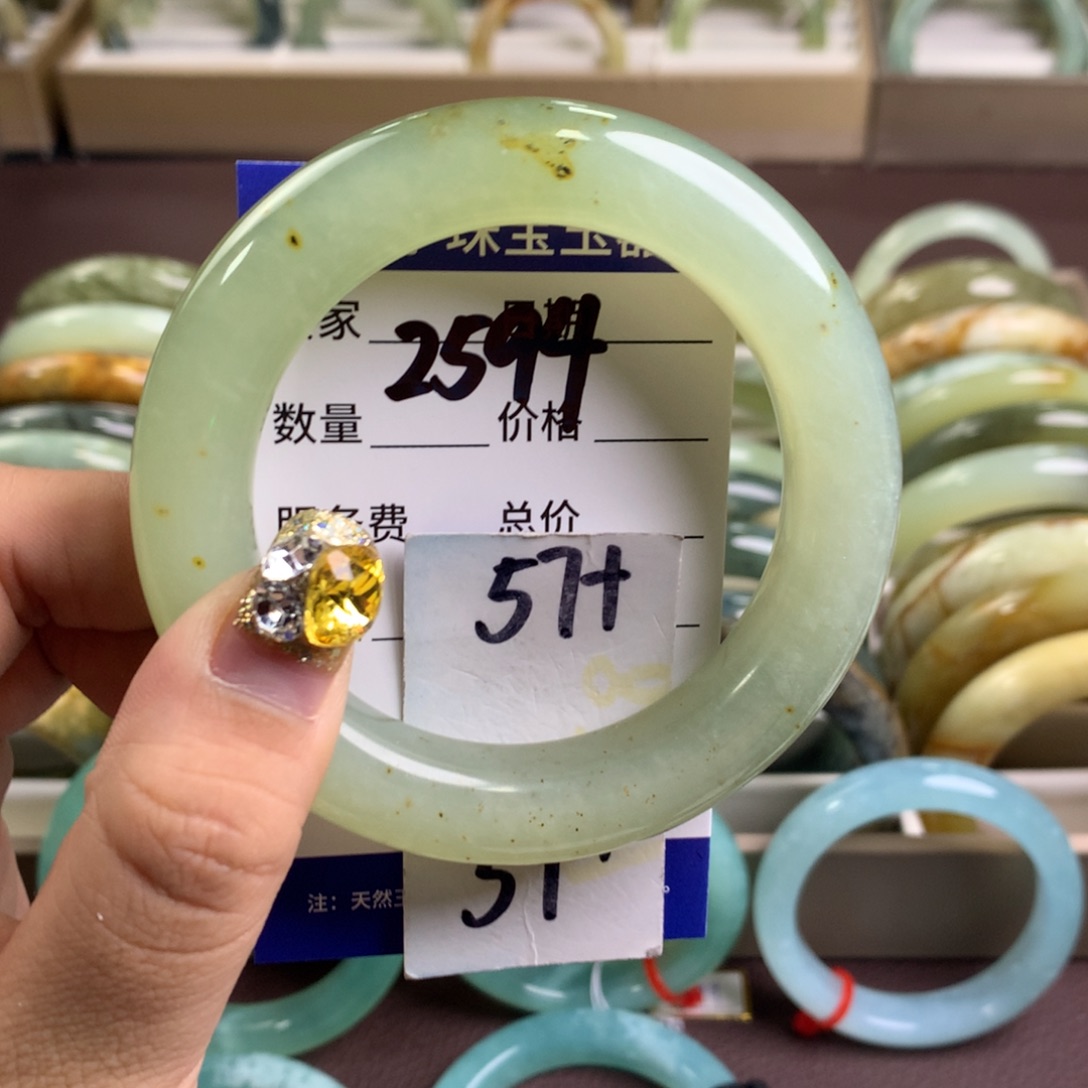 珠宝玉器
家
2594
数量 价格
服务费 总价
57H
57
注：天然